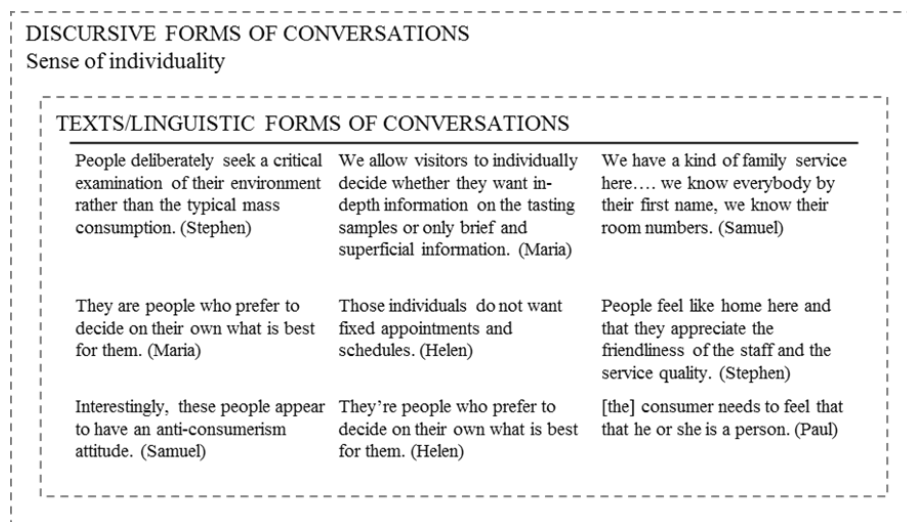 DISCURSIVE FORMS OF CONVERSATIONS
Sense of individuality
TEXTS/LINGUISTIC FORMS OF CONVERSATIONS
People deliberately seek a critical
examination of their environment
rather than the typical mass
consumption. (Stephen)
We allow visitors to individually
decide whether they want in-
depth information on the tasting
samples or only brief and
superficial information. (Maria)
We have a kind of family service
here…. we know everybody by
their first name, we know their
room numbers. (Samuel)
They are people who prefer to
decide on their own what is best
for them. (Maria)
Those individuals do not want
fixed appointments and
schedules. (Helen)
People feel like home here and
that they appreciate the
friendliness of the staff and the
service quality. (Stephen)
Interestingly, these people appear
to have an anti-consumerism
attitude. (Samuel)
They're people who prefer to
decide on their own what is best
for them. (Helen)
[the] consumer needs to feel that
that he or she is a person. (Paul)